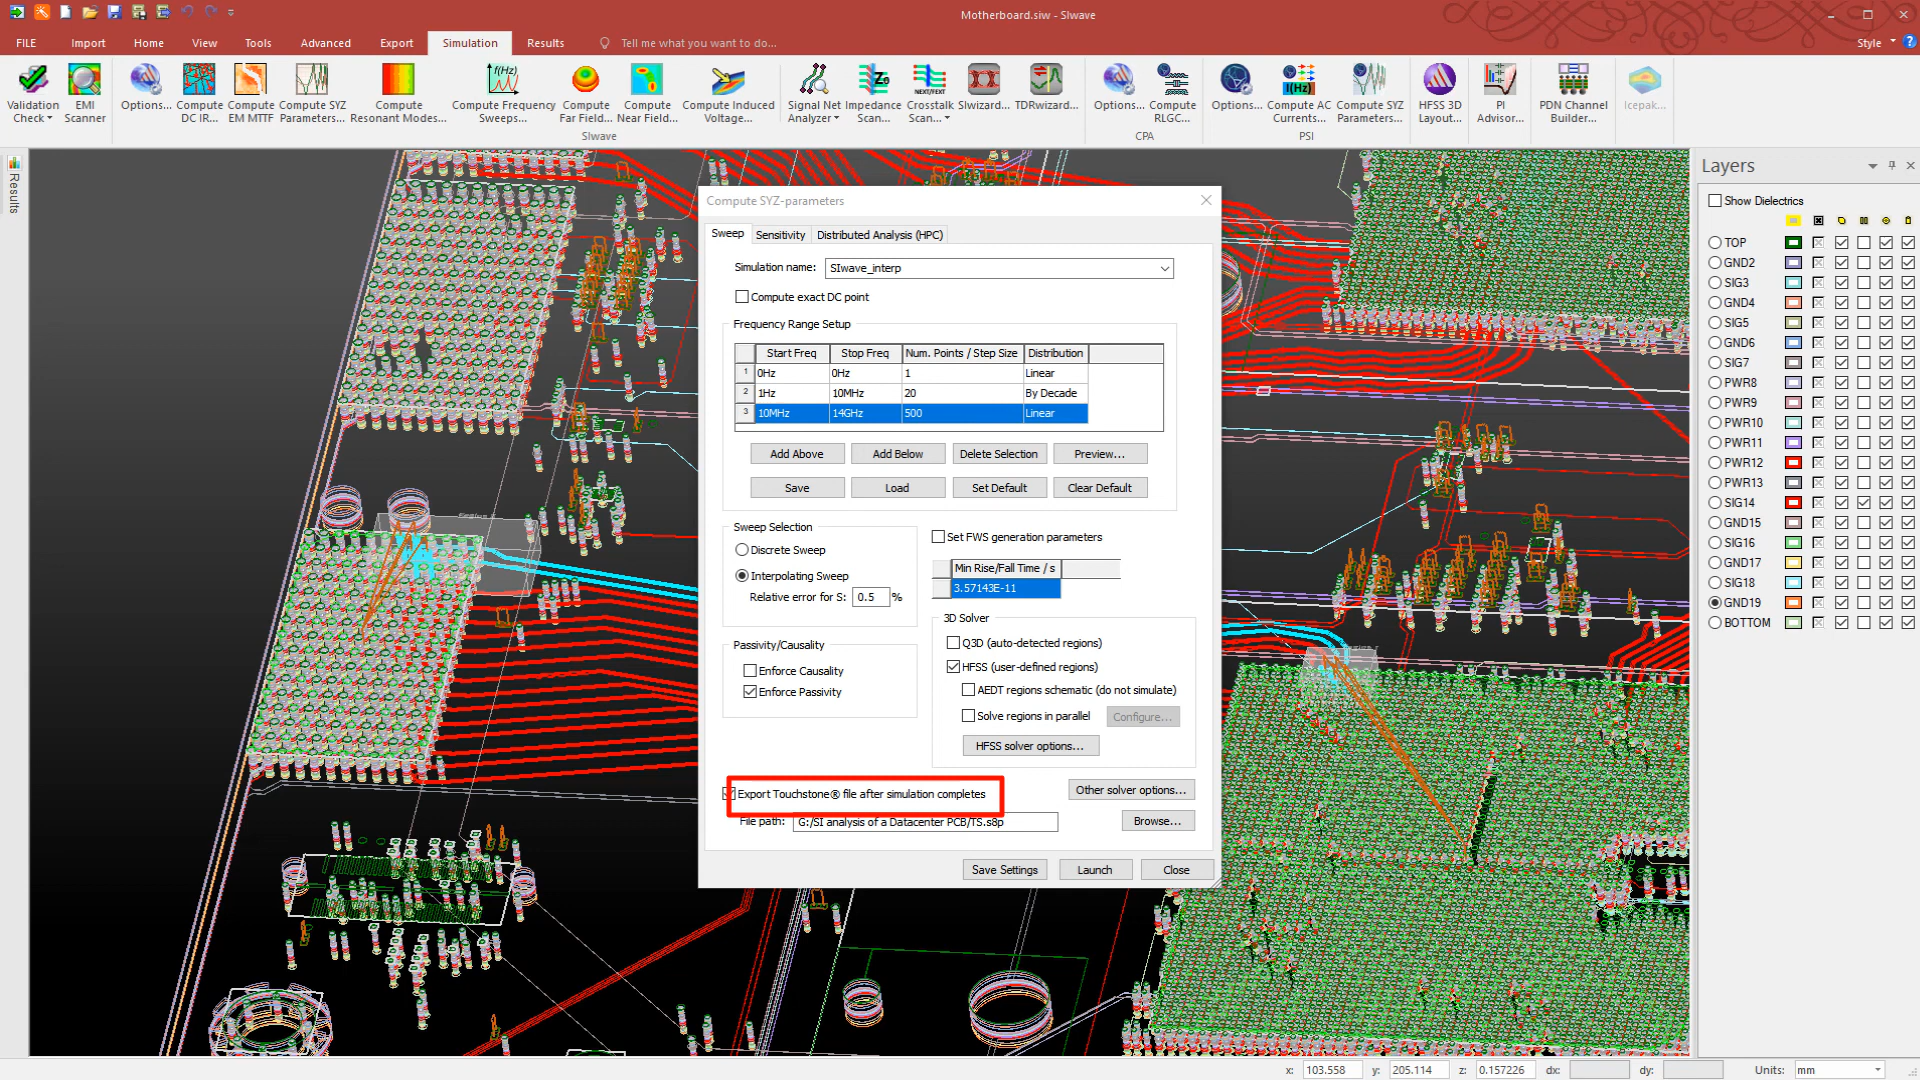 Motherboard.siw - SIwave
FILE Import Home View Tools Advanced Export Simulation Results Tell me what you want to do... Style
Validation Check
EMI Scanner
Options...
Compute DC IR...
Compute EM MTTF
Compute SYZ Parameters...
Compute Resonant Modes...
Compute Frequency Sweeps...
Compute Far Field...
Compute Near Field...
Compute Induced Voltage...
Signal Net Analyzer
Impedance Scan...
Crosstalk Scan...
SIwizard...
TDRwizard...
Options...
Compute RLGC...
Options...
Compute AC Currents...
Compute SYZ Parameters...
HFSS 3D Layout...
PI Advisor...
PDN Channel Builder...
Icepak...
SIwave CPA PSI
Results
Compute SYZ-parameters
Sweep Sensitivity Distributed Analysis (HPC)
Simulation name: SIwave_interp
Compute exact DC point
Frequency Range Setup
Start Freq Stop Freq Num. Points / Step Size Distribution
1 0Hz 0Hz 1 Linear
2 1Hz 10MHz 20 By Decade
3 10MHz 14GHz 500 Linear
Add Above Add Below Delete Selection Preview...
Save Load Set Default Clear Default
Sweep Selection
Discrete Sweep
Interpolating Sweep
Relative error for S: 0.5 %
Set FWS generation parameters
Min Rise/Fall Time / s
3.57143E-11
Passivity/Causality
Enforce Causality
Enforce Passivity
3D Solver
Q3D (auto-detected regions)
HFSS (user-defined regions)
AEDT regions schematic (do not simulate)
Solve regions in parallel Configure...
HFSS solver options...
Export Touchstone® file after simulation completes Other solver options...
File path: G:/SI analysis of a Datacenter PCB/TS.s8p Browse...
Save Settings Launch Close
Layers
Show Dielectrics
TOP
GND2
SIG3
GND4
SIG5
GND6
SIG7
PWR8
PWR9
PWR10
PWR11
PWR12
PWR13
SIG14
GND15
SIG16
GND17
SIG18
GND19
BOTTOM
x: 103.558 y: 205.114 z: 0.157226 dx: dy: Units: mm